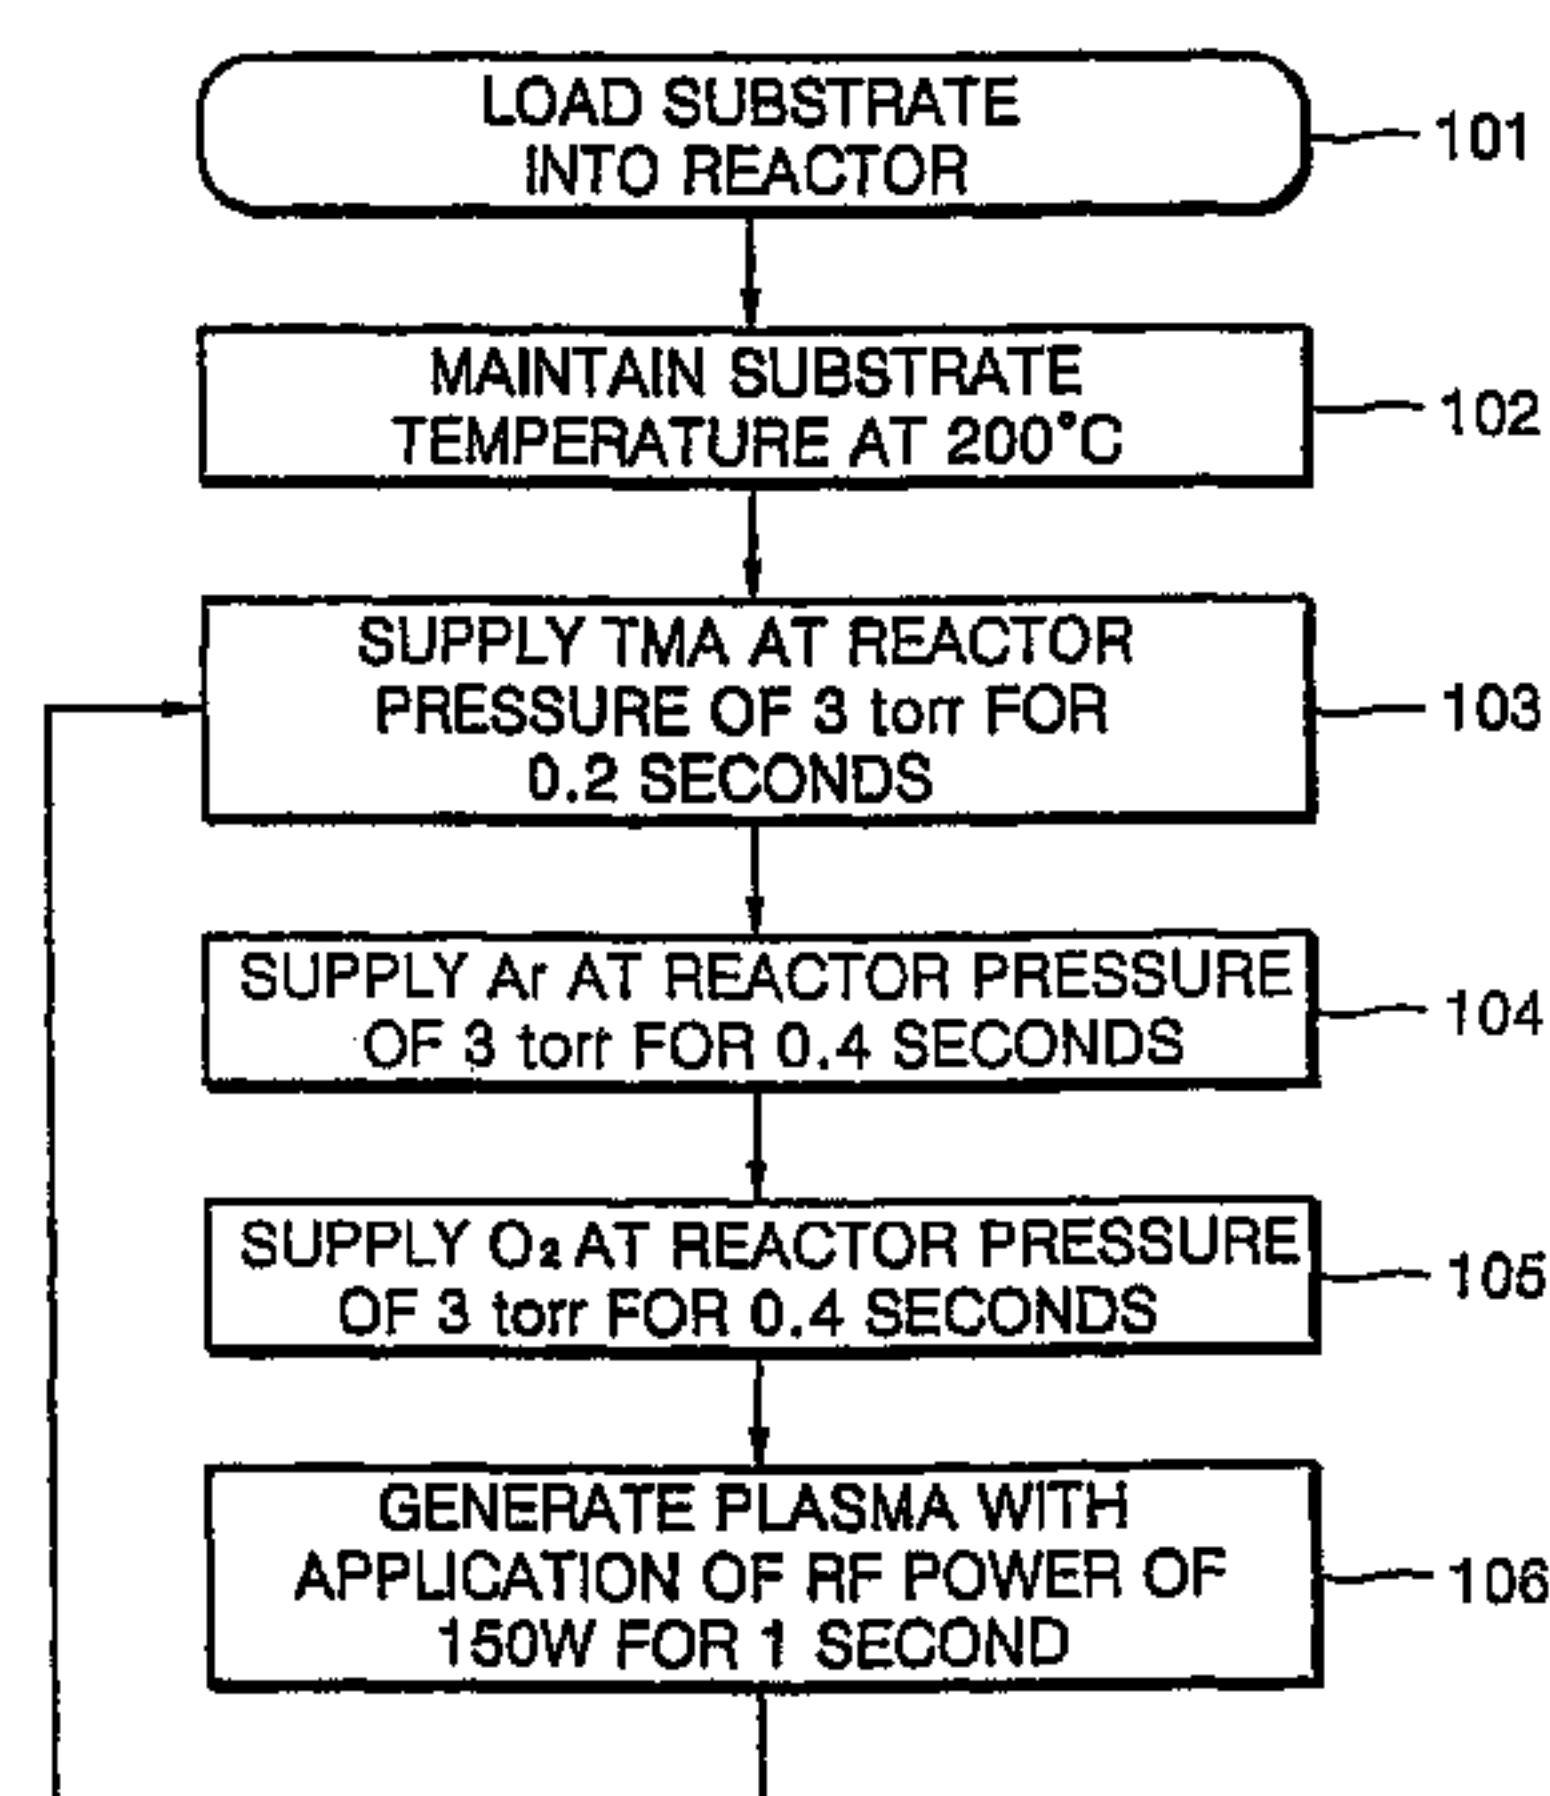 LOAD SUBSTRATE
INTO REACTOR
101
MAINTAIN SUBSTRATE
TEMPERATURE AT 200°C
102
SUPPLY TMA AT REACTOR
PRESSURE OF 3 torr FOR
0.2 SECONDS
103
SUPPLY Ar AT REACTOR PRESSURE
OF 3 torr FOR 0.4 SECONDS
104
SUPPLY O₂ AT REACTOR PRESSURE
OF 3 torr FOR 0.4 SECONDS
105
GENERATE PLASMA WITH
APPLICATION OF RF POWER OF
150W FOR 1 SECOND
106